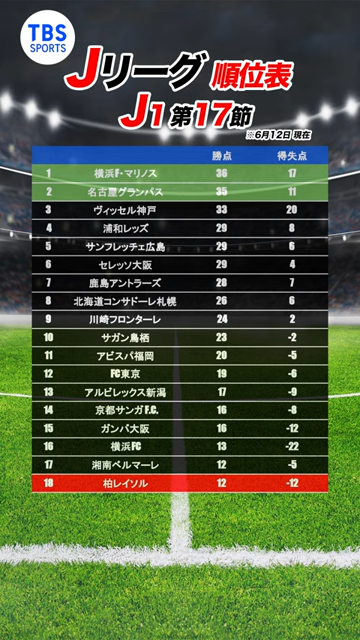 TBS
SPORTS
Jリーグ 順位表
J1 第17節
※6月12日 現在
勝点 得失点
1 横浜F・マリノス 36 17
2 名古屋グランパス 35 11
3 ヴィッセル神戸 33 20
4 浦和レッズ 29 8
5 サンフレッチェ広島 29 6
6 セレッソ大阪 29 4
7 鹿島アントラーズ 28 7
8 北海道コンサドーレ札幌 26 6
9 川崎フロンターレ 24 2
10 サガン鳥栖 23 -2
11 アビスパ福岡 20 -5
12 FC東京 19 -6
13 アルビレックス新潟 17 -9
14 京都サンガF.C. 16 -8
15 ガンバ大阪 16 -12
16 横浜FC 13 -22
17 湘南ベルマーレ 12 -5
18 柏レイソル 12 -12